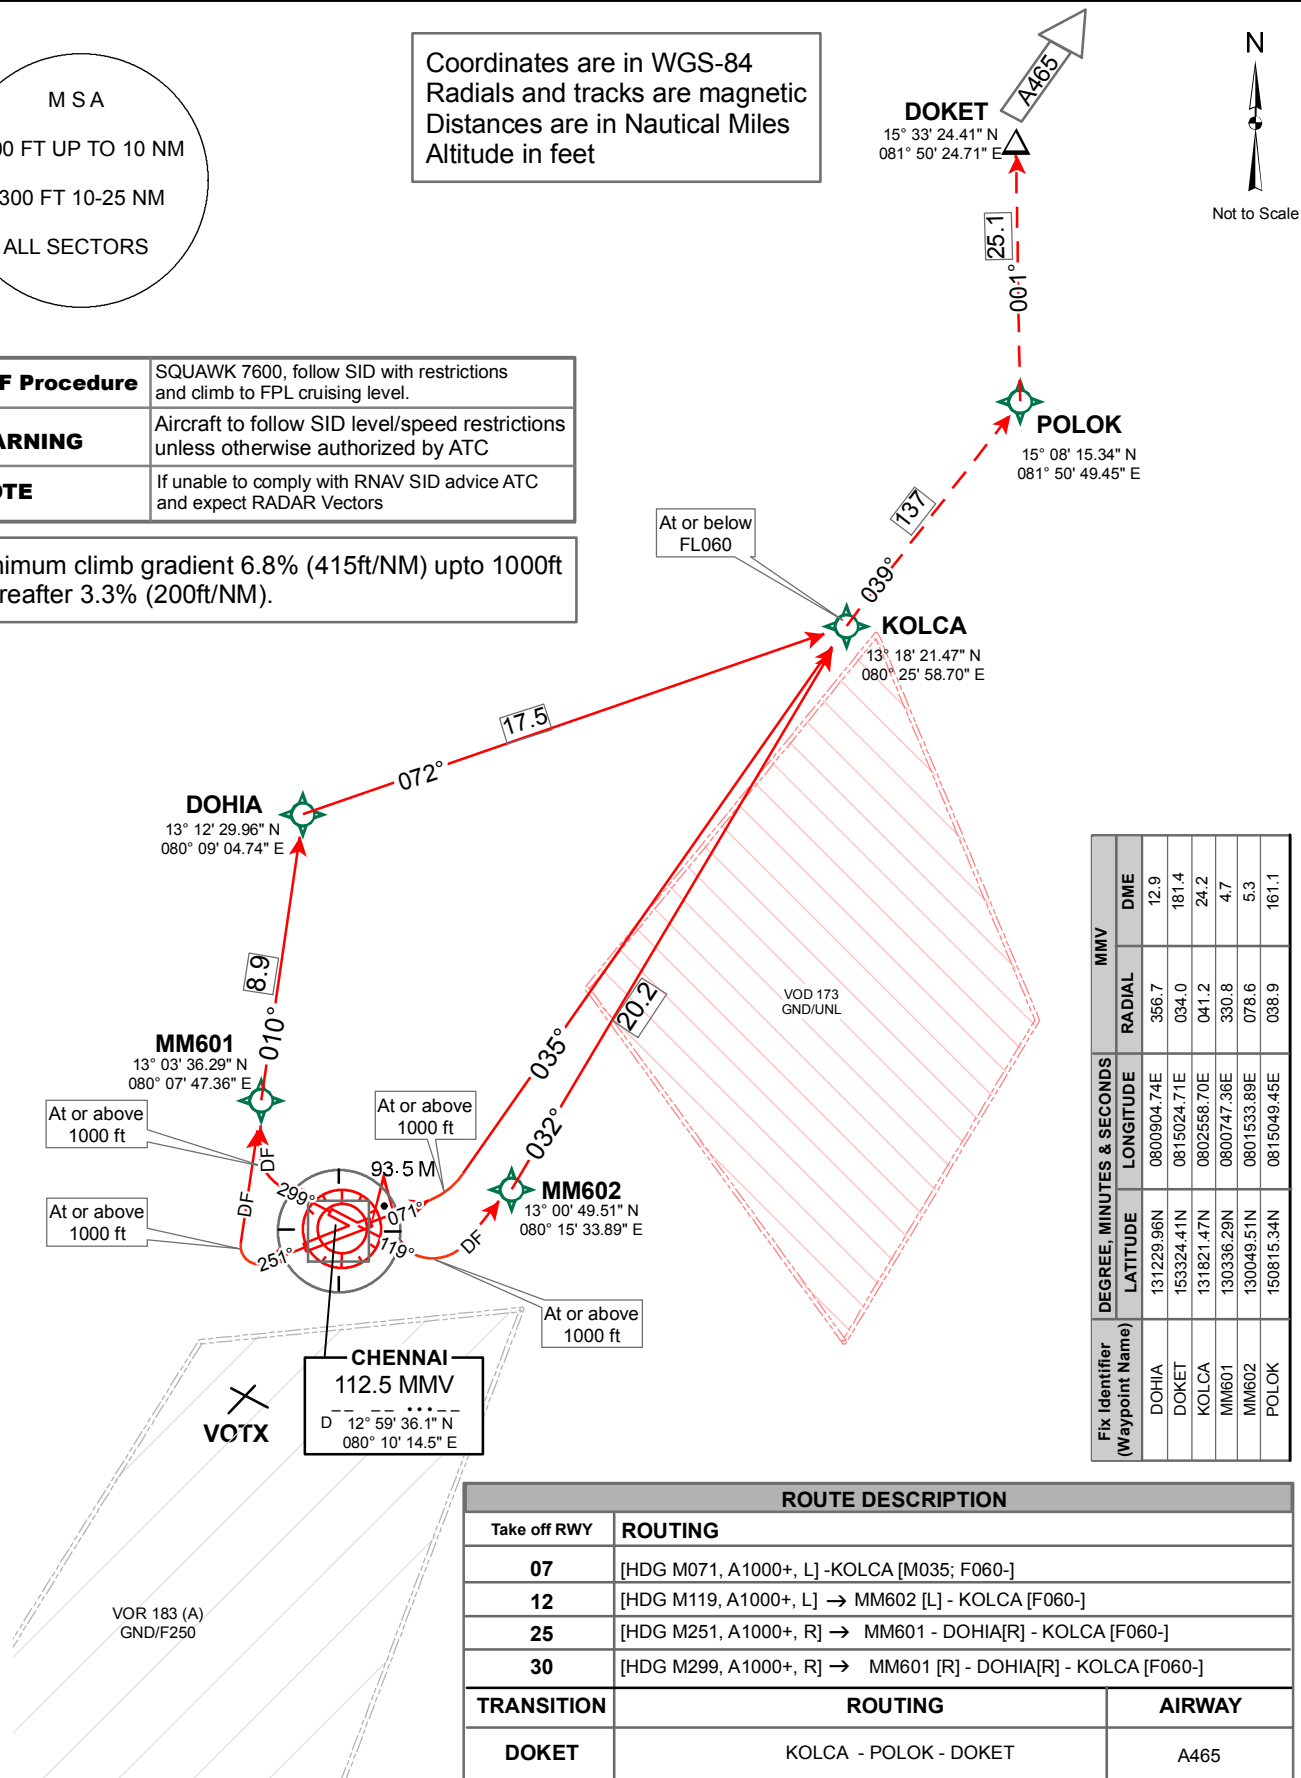 M S A
00 FT UP TO 10 NM
300 FT 10-25 NM
ALL SECTORS
Coordinates are in WGS-84
Radials and tracks are magnetic
Distances are in Nautical Miles
Altitude in feet
A465
DOKET
15° 33' 24.41" N
081° 50' 24.71" E
N
Not to Scale
25.1
001°
F Procedure
SQUAWK 7600, follow SID with restrictions
and climb to FPL cruising level.
ARNING
Aircraft to follow SID level/speed restrictions
unless otherwise authorized by ATC
OTE
If unable to comply with RNAV SID advice ATC
and expect RADAR Vectors
nimum climb gradient 6.8% (415ft/NM) upto 1000ft
reafter 3.3% (200ft/NM).
POLOK
15° 08' 15.34" N
081° 50' 49.45" E
137
039°
At or below
FL060
KOLCA
13° 18' 21.47" N
080° 25' 58.70" E
17.5
072°
DOHIA
13° 12' 29.96" N
080° 09' 04.74" E
8.9
010°
MM601
13° 03' 36.29" N
080° 07' 47.36" E
At or above
1000 ft
At or above
1000 ft
At or above
1000 ft
At or above
1000 ft
DF
DF
DF
299°
251°
071°
119°
93.5 M
035°
032°
20.2
VOD 173
GND/UNL
MM602
13° 00' 49.51" N
080° 15' 33.89" E
CHENNAI
112.5 MMV
D 12° 59' 36.1" N
080° 10' 14.5" E
VOTX
VOR 183 (A)
GND/F250
Fix Identifier
(Waypoint Name)
DEGREE, MINUTES & SECONDS
MMV
LATITUDE LONGITUDE RADIAL DME
DOHIA 131229.96N 0800904.74E 356.7 12.9
DOKET 153324.41N 0815024.71E 034.0 181.4
KOLCA 131821.47N 0802558.70E 041.2 24.2
MM601 130336.29N 0800747.36E 330.8 4.7
MM602 130049.51N 0801533.89E 078.6 5.3
POLOK 150815.34N 0815049.45E 038.9 161.1
ROUTE DESCRIPTION
Take off RWY ROUTING
07 [HDG M071, A1000+, L] -KOLCA [M035; F060-]
12 [HDG M119, A1000+, L] → MM602 [L] - KOLCA [F060-]
25 [HDG M251, A1000+, R] → MM601 - DOHIA[R] - KOLCA [F060-]
30 [HDG M299, A1000+, R] → MM601 [R] - DOHIA[R] - KOLCA [F060-]
TRANSITION ROUTING AIRWAY
DOKET KOLCA - POLOK - DOKET A465